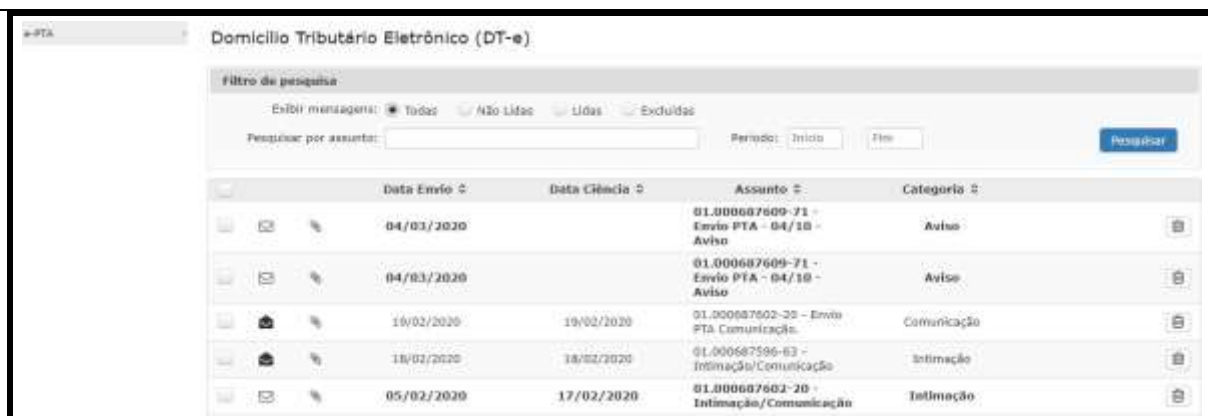 e-PTA
Domicílio Tributário Eletrônico (DT-e)
Filtro de pesquisa
Exibir mensagens: Todas Não Lidas Lidas Excluídas
Pesquisar por assunto: Período: Início Fim Pesquisar
Data Envio Data Ciência Assunto Categoria
04/03/2020 01.000687609-71 - Envio PTA - 04/10 - Aviso Aviso
04/03/2020 01.000687609-71 - Envio PTA - 04/10 - Aviso Aviso
19/02/2020 19/02/2020 01.000687602-20 - Envio PTA Comunicação. Comunicação
18/02/2020 18/02/2020 01.000687596-63 - Intimação/Comunicação Intimação
05/02/2020 17/02/2020 01.000687602-20 - Intimação/Comunicação Intimação